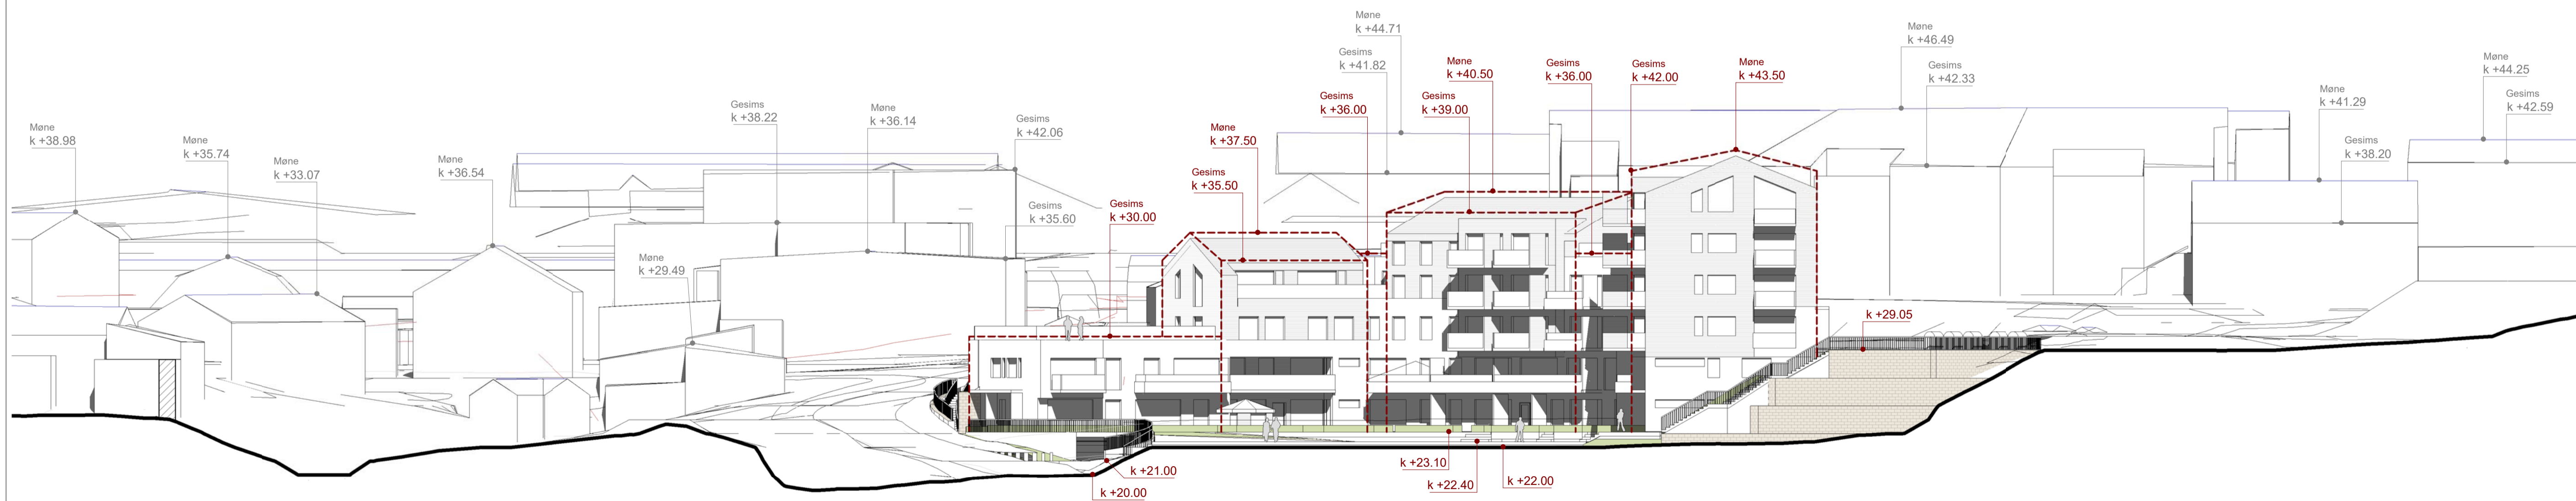 Møne
k +38.98
Møne
k +35.74
Møne
k +33.07
Møne
k +36.54
Møne
k +29.49
Gesims
k +38.22
Møne
k +36.14
Gesims
k +42.06
Gesims
k +35.60
Gesims
k +30.00
Gesims
k +35.50
Møne
k +37.50
Gesims
k +36.00
Møne
k +44.71
Gesims
k +41.82
Gesims
k +39.00
Møne
k +40.50
Gesims
k +36.00
Gesims
k +42.00
Møne
k +43.50
Møne
k +46.49
Gesims
k +42.33
k +29.05
Møne
k +41.29
Gesims
k +38.20
Møne
k +44.25
Gesims
k +42.59
k +21.00
k +20.00
k +23.10
k +22.40
k +22.00